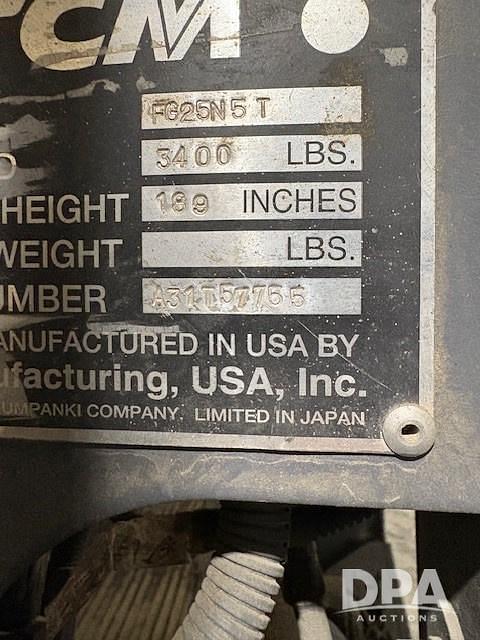 TCM
FG25N5T
D 3400 LBS.
HEIGHT 189 INCHES
WEIGHT LBS.
UMBER A31T57755
ANUFACTURED IN USA BY
ufacturing, USA, Inc.
UMPANKI COMPANY, LIMITED IN JAPAN
DPA
AUCTIONS